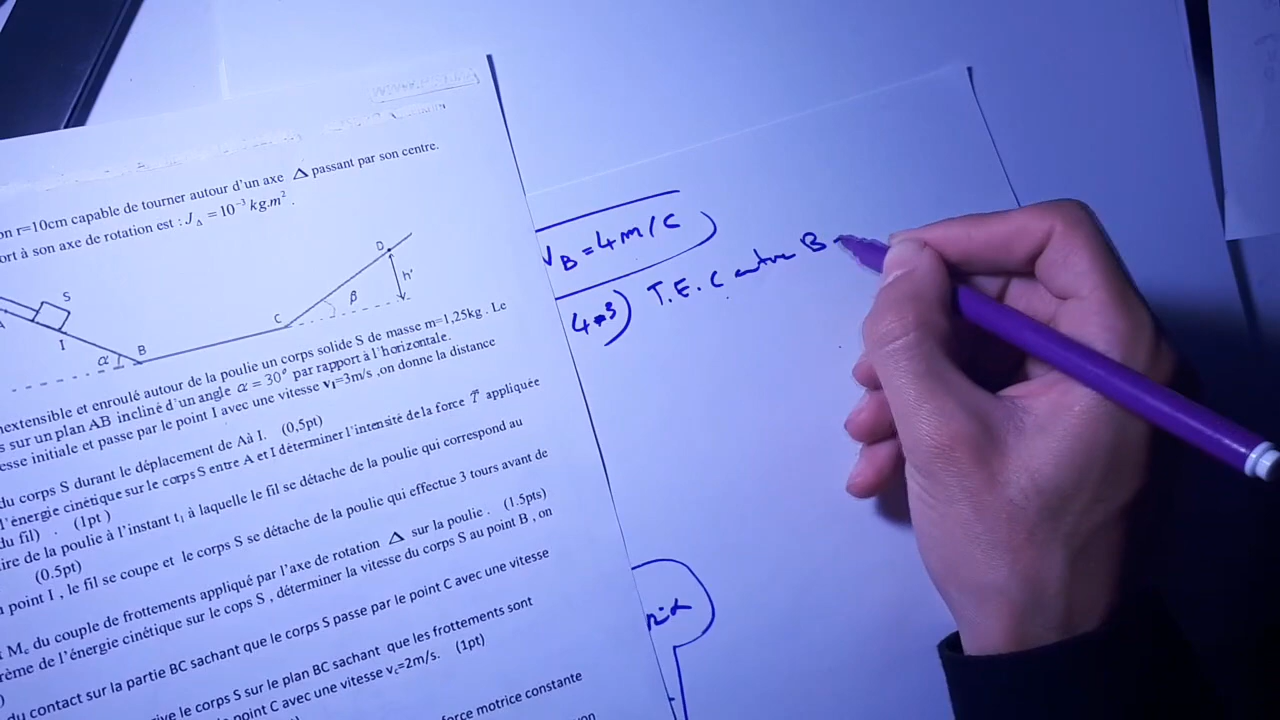 on r=10cm capable de tourner autour d'un axe Δ passant par son centre.
ort à son axe de rotation est : J_Δ = 10⁻³ kg.m² .
S
A
I
α
B
C
β
D
h'
nextensible et enroulé autour de la poulie un corps solide S de masse m=1,25kg . Le
s sur un plan AB incliné d'un angle α = 30° par rapport à l'horizontale.
esse initiale et passe par le point I avec une vitesse v_I=3m/s ,on donne la distance
du corps S durant le déplacement de Aà I. (0,5pt)
l'énergie cinétique sur le corps S entre A et I déterminer l'intensité de la force T⃗ appliquée
du fil) . (1pt )
ire de la poulie à l'instant t₁ à laquelle le fil se détache de la poulie qui correspond au
(0.5pt)
point I , le fil se coupe et le corps S se détache de la poulie qui effectue 3 tours avant de
M_c du couple de frottements appliqué par l'axe de rotation Δ sur la poulie . (1.5pts)
rème de l'énergie cinétique sur le cops S , déterminer la vitesse du corps S au point B , on
)
du contact sur la partie BC sachant que le corps S passe par le point C avec une vitesse
ive le corps S sur le plan BC sachant que les frottements sont
point C avec une vitesse v_c=2m/s. (1pt)
force motrice constante
V_B = 4 m/s
4-3) T.E.C entre B